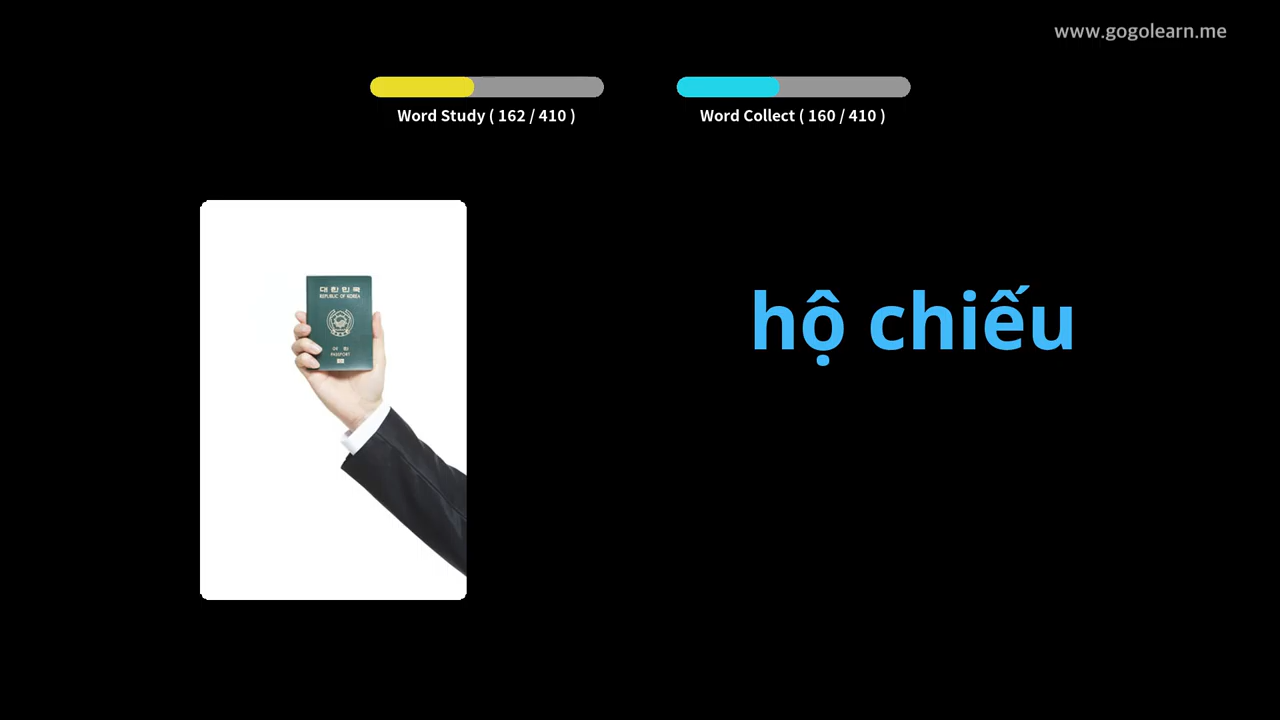 www.gogolearn.me
Word Study ( 162 / 410 )
Word Collect ( 160 / 410 )
대한민국
REPUBLIC OF KOREA
hộ chiếu
PASSPORT